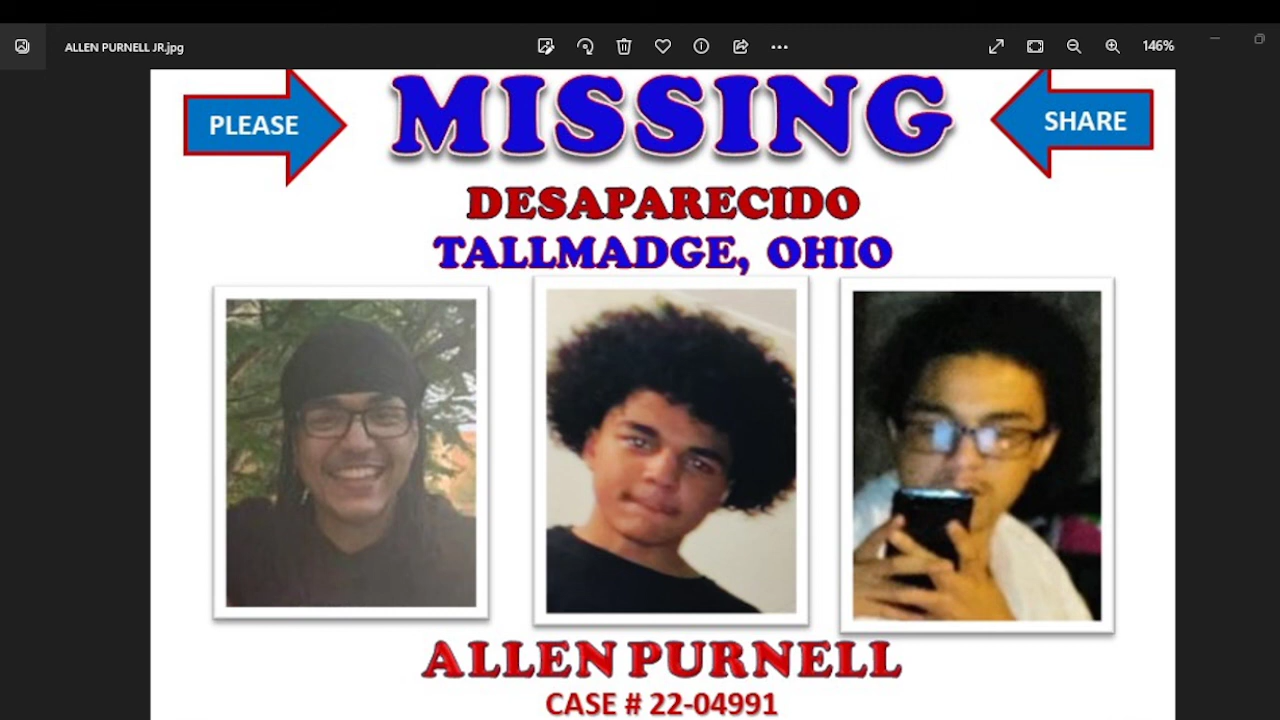 ALLEN PURNELL JR.jpg
146%
PLEASE
MISSING
SHARE
DESAPARECIDO
TALLMADGE, OHIO
ALLEN PURNELL
CASE # 22-04991